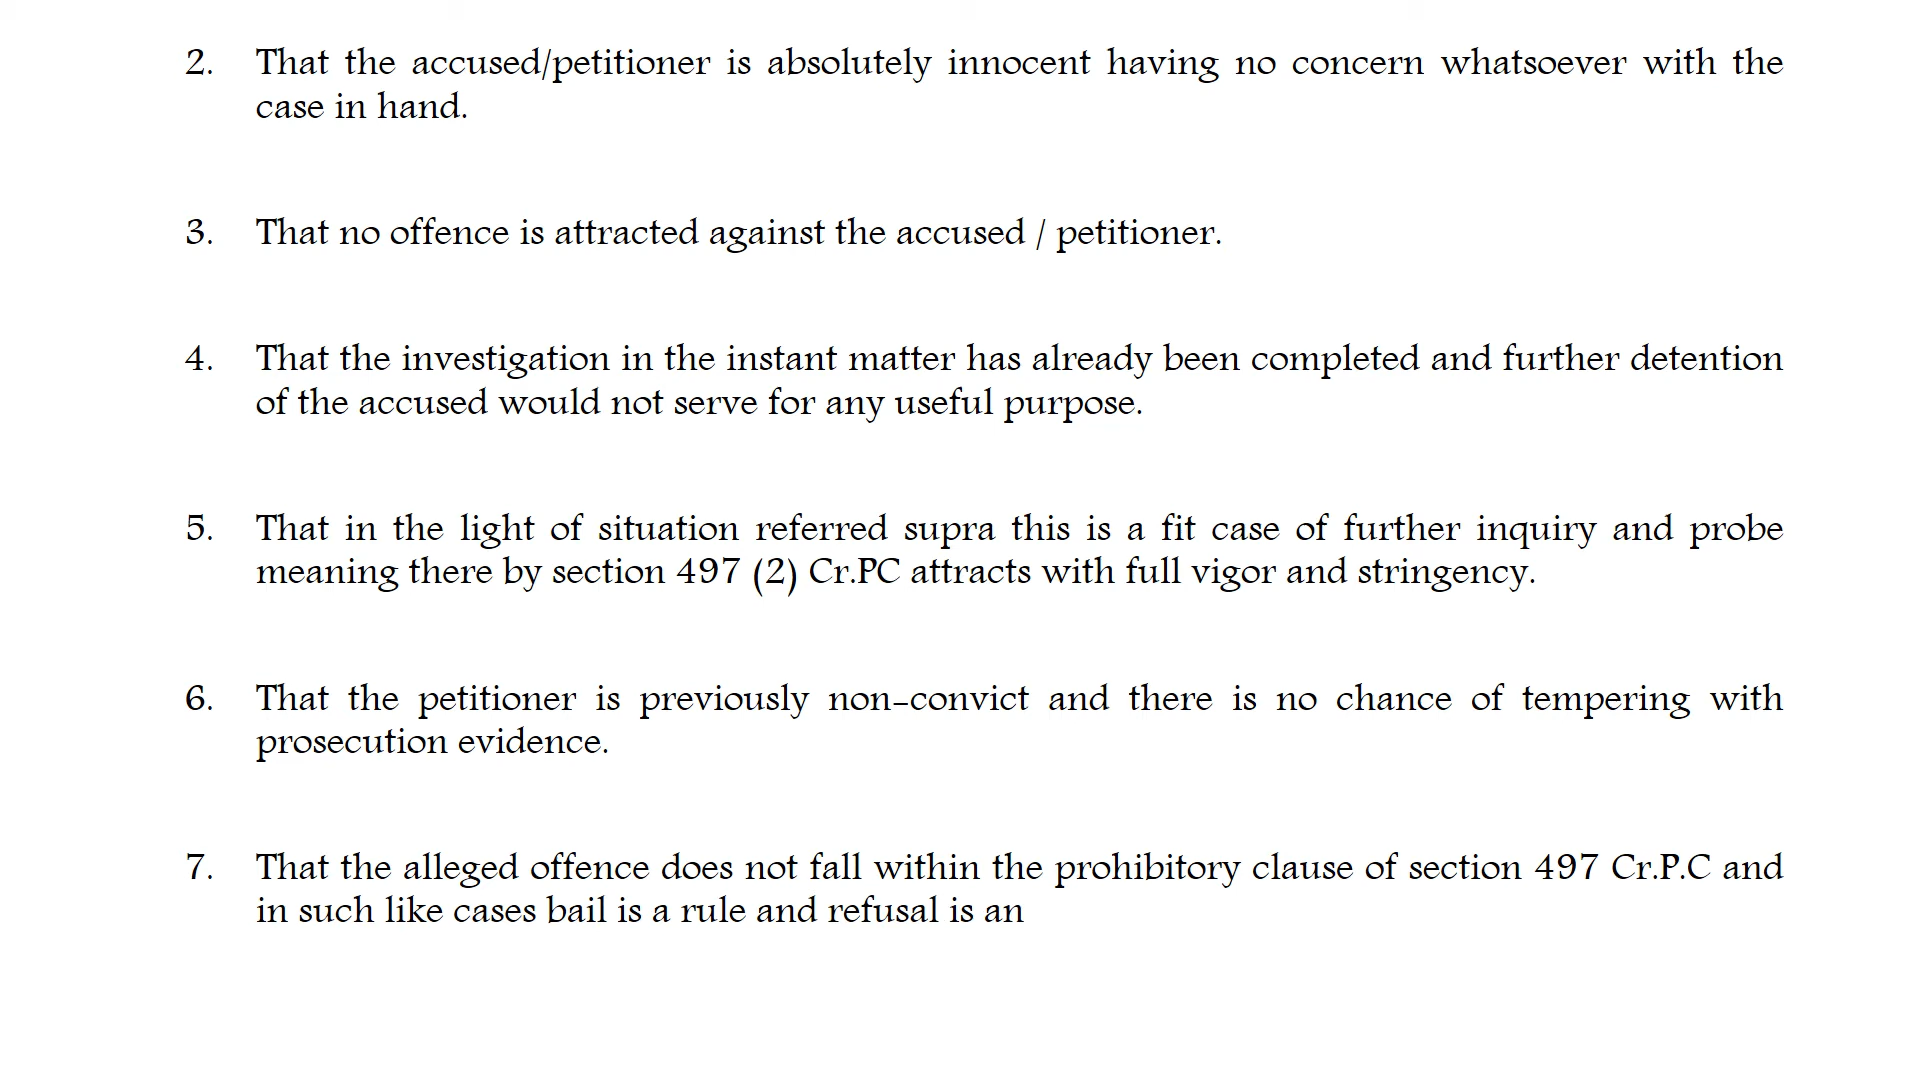 2. That the accused/petitioner is absolutely innocent having no concern whatsoever with the
case in hand.
3. That no offence is attracted against the accused / petitioner.
4. That the investigation in the instant matter has already been completed and further detention
of the accused would not serve for any useful purpose.
5. That in the light of situation referred supra this is a fit case of further inquiry and probe
meaning there by section 497 (2) Cr.PC attracts with full vigor and stringency.
6. That the petitioner is previously non-convict and there is no chance of tempering with
prosecution evidence.
7. That the alleged offence does not fall within the prohibitory clause of section 497 Cr.P.C and
in such like cases bail is a rule and refusal is an